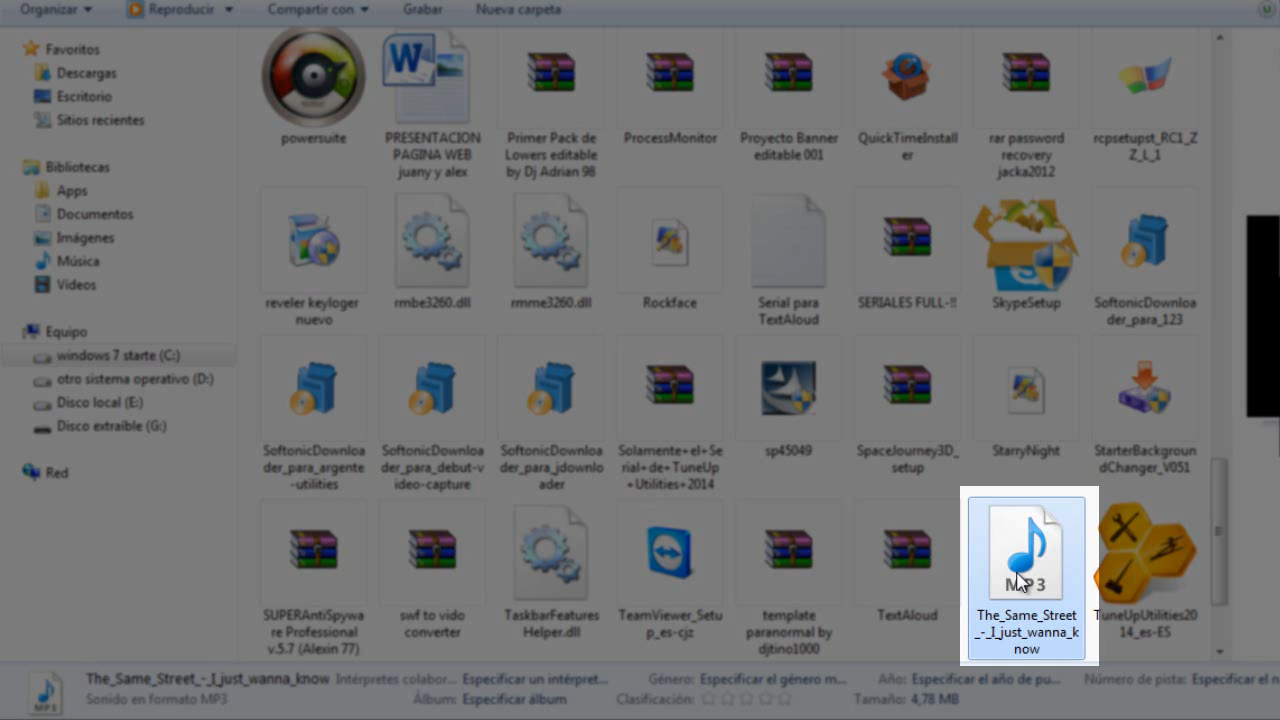 Organizar Reproducir Compartir con Grabar Nueva carpeta
Favoritos
Descargas
Escritorio
Sitios recientes
Bibliotecas
Apps
Documentos
Imágenes
Música
Vídeos
Equipo
windows 7 starte (C:)
otro sistema operativo (D:)
Disco local (E:)
Disco extraíble (G:)
Red
powersuite
PRESENTACION
PAGINA WEB
juany y alex
Primer Pack de
Lowers editable
by Dj Adrian 98
ProcessMonitor
Proyecto Banner
editable 001
QuickTimeInstall
er
rar password
recovery
jacka2012
rcpsetupst_RC1_Z
Z_L_1
reveler keyloger
nuevo
rmbe3260.dll
rmme3260.dll
Rockface
Serial para
TextAloud
SERIALES FULL-!!
SkypeSetup
SoftonicDownloa
der_para_123
SoftonicDownloa
der_para_argente
-utilities
SoftonicDownloa
der_para_debut-v
ideo-capture
SoftonicDownloa
der_para_jdownlo
ader
Solamente+el+Se
rial+de+TuneUp
+Utilities+2014
sp45049
SpaceJourney3D_
setup
StarryNight
StarterBackgroun
dChanger_V051
SUPERAntiSpywa
re Professional
v.5.7 (Alexin 77)
swf to vido
converter
TaskbarFeatures
Helper.dll
TeamViewer_Setu
p_es-cjz
template
paranormal by
djtino1000
TextAloud
MP3
The_Same_Street
_-_I_just_wanna_k
now
TuneUpUtilities20
14_es-ES
MP3
The_Same_Street_-_I_just_wanna_know Intérpretes colabor... Especificar un intérpret... Género: Especificar el género m... Año: Especificar el año de pu... Número de pista: Especificar el n
Sonido en formato MP3 Álbum: Especificar álbum Clasificación: Tamaño: 4,78 MB